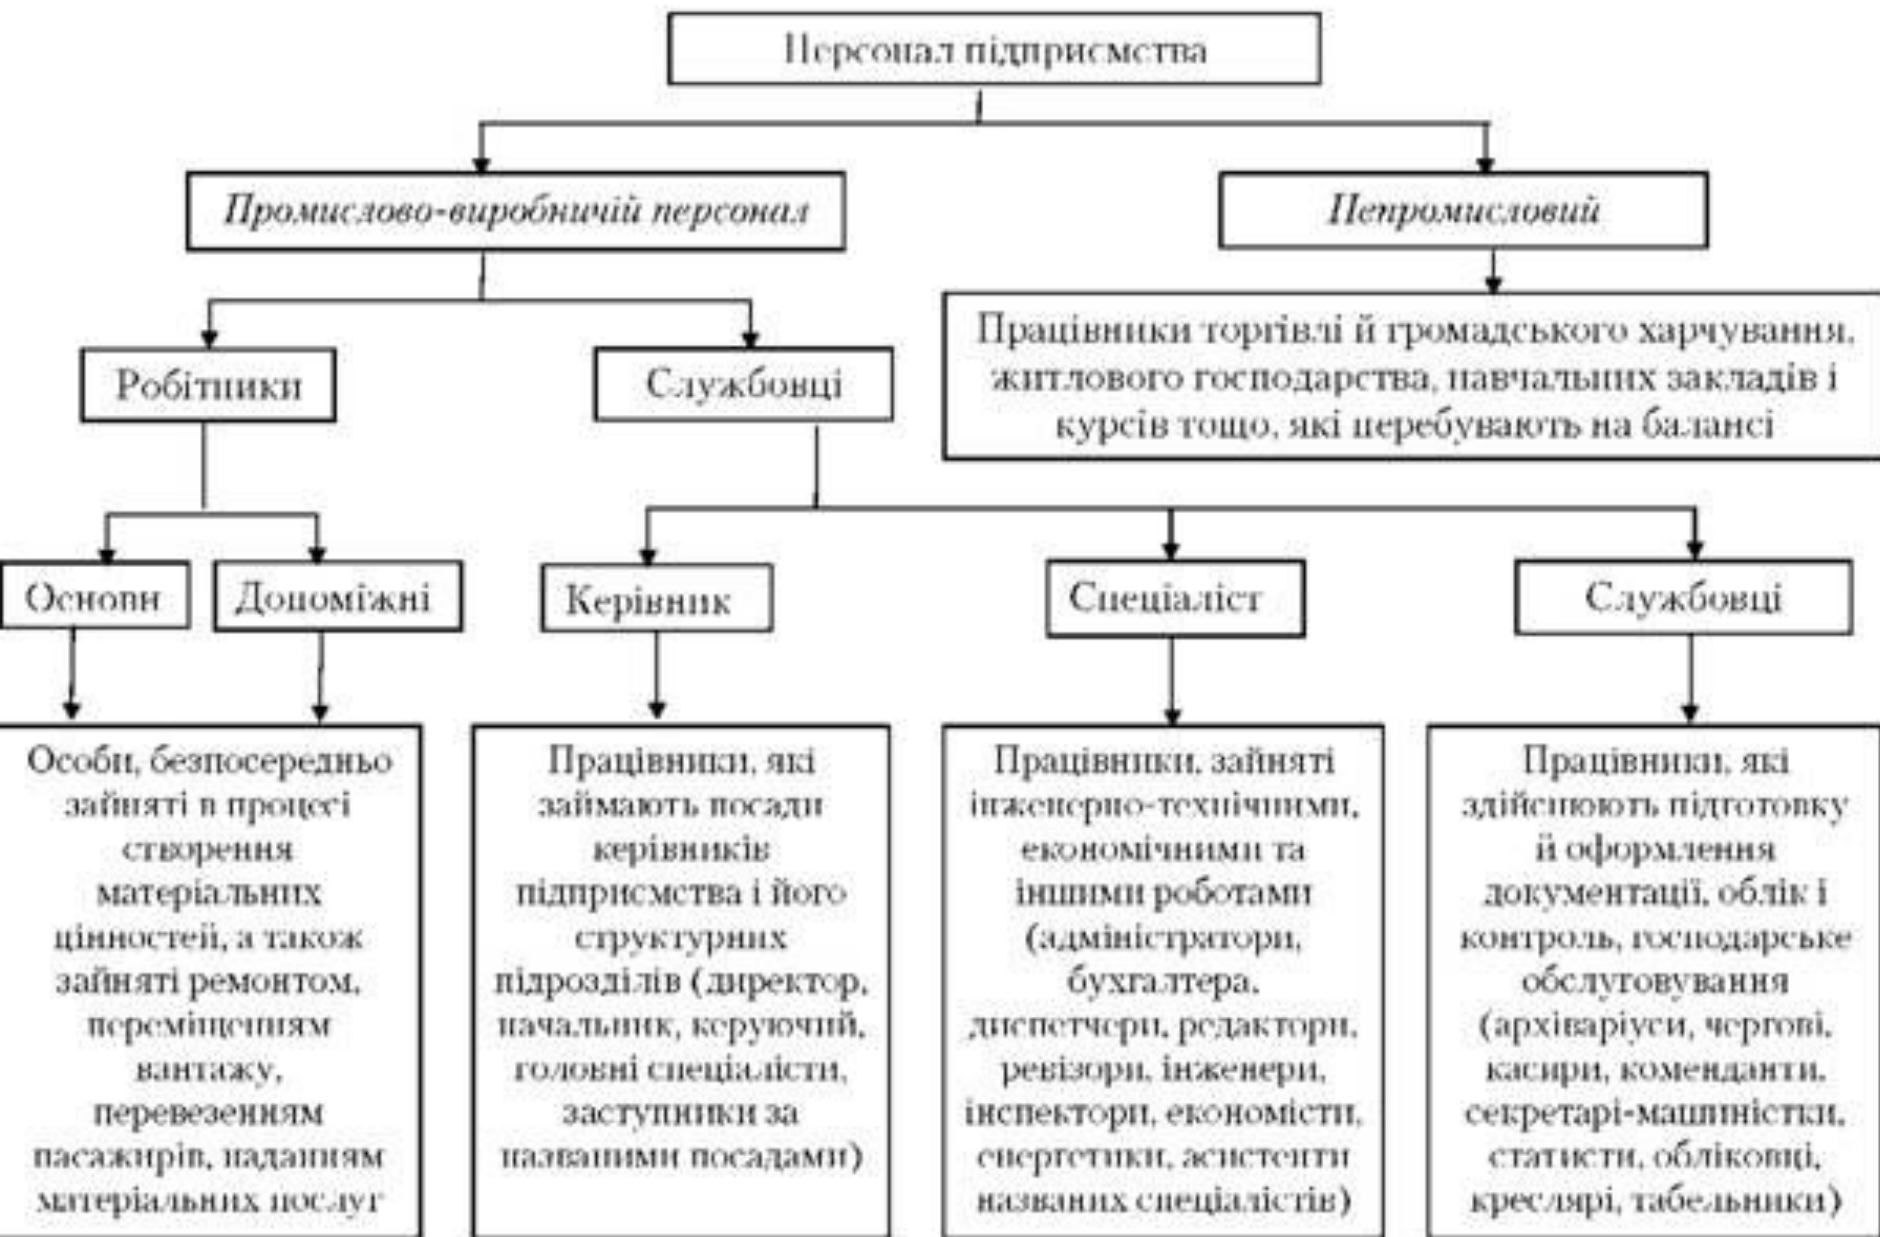 Персонал підприємства
Промислово-виробничій персонал
Непромисловий
Робітники
Службовці
Працівники торгівлі й громадського харчування,
житлового господарства, навчальних закладів і
курсів тощо, які перебувають на балансі
Основн
Допоміжні
Керівник
Спеціаліст
Службовці
Особи, безпосередньо
зайняті в процесі
створення
матеріальних
цінностей, а також
зайняті ремонтом,
переміщенням
вантажу,
перевезенням
пасажирів, наданням
матеріальних послуг
Працівники, які
займають посади
керівників
підприємства і його
структурних
підрозділів (директор,
начальник, керуючий,
головні спеціалісти,
заступники за
названими посадами)
Працівники, зайняті
інженерно-технічними,
економічними та
іншими роботами
(адміністратори,
бухгалтера,
диспетчери, редактори,
ревізори, інженери,
інспектори, економісти,
енергетики, асистенти
названих спеціалістів)
Працівники, які
здійснюють підготовку
й оформлення
документації, облік і
контроль, господарське
обслуговування
(архіваріуси, чергові,
касири, коменданти,
секретарі-машиністки,
статисти, обліковці,
креслярі, табельники)